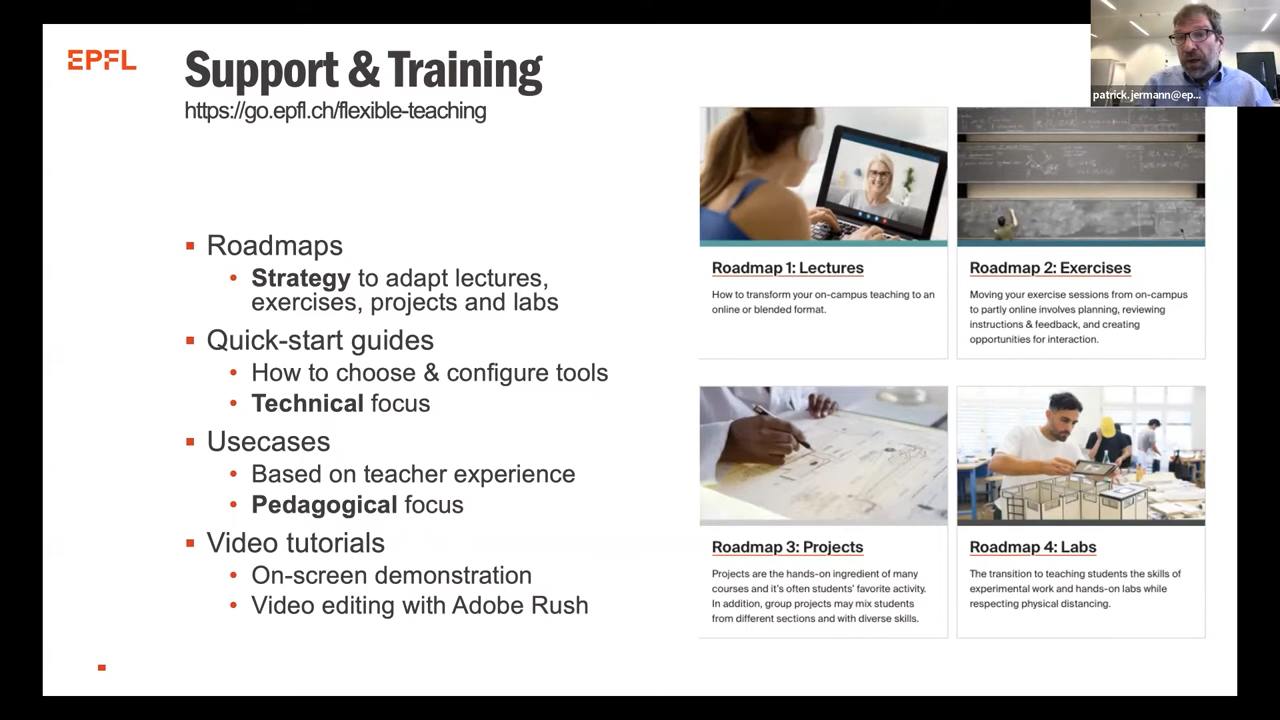 EPFL
Support & Training
https://go.epfl.ch/flexible-teaching
patrick.jermann@ep...
Roadmaps
Strategy to adapt lectures,
exercises, projects and labs
Quick-start guides
How to choose & configure tools
Technical focus
Usecases
Based on teacher experience
Pedagogical focus
Video tutorials
On-screen demonstration
Video editing with Adobe Rush
Roadmap 1: Lectures
How to transform your on-campus teaching to an
online or blended format.
Roadmap 2: Exercises
Moving your exercise sessions from on-campus
to partly online involves planning, reviewing
instructions & feedback, and creating
opportunities for interaction.
Roadmap 3: Projects
Projects are the hands-on ingredient of many
courses and it's often students' favorite activity.
In addition, group projects may mix students
from different sections and with diverse skills.
Roadmap 4: Labs
The transition to teaching students the skills of
experimental work and hands-on labs while
respecting physical distancing.